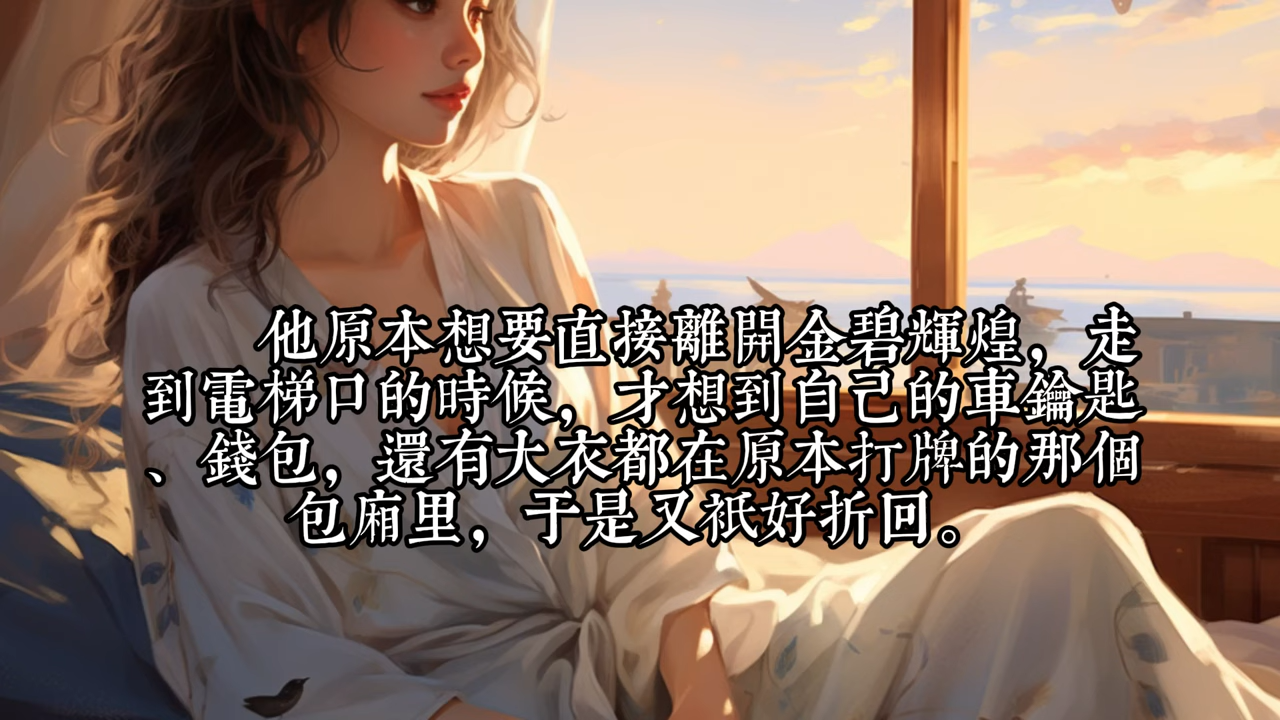 他原本想要直接離開金碧輝煌，走
到電梯口的時候，才想到自己的車鑰匙
、錢包，還有大衣都在原本打牌的那個
包廂里，于是又祇好折回。